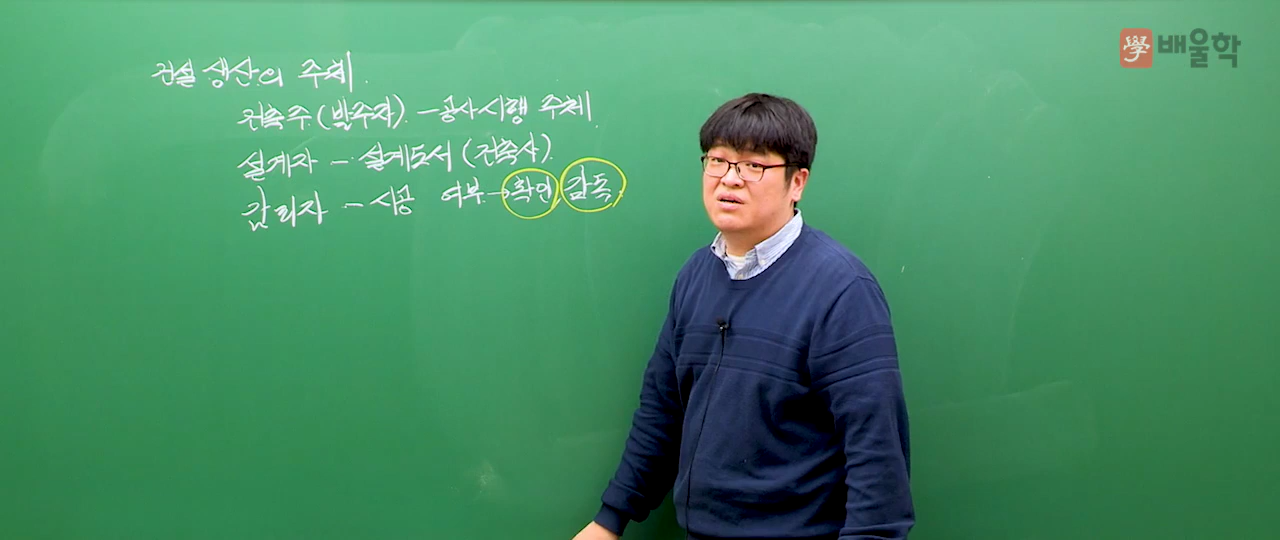 學 배울학
건설 생산의 주체.
건축주(발주자). - 공사시행 주체.
설계자 - 설계도서 (건축사).
감리자 - 시공 여부→확인, 감독.